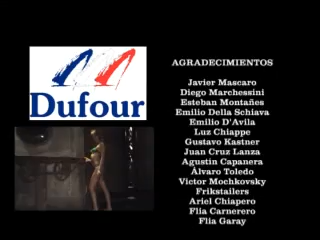 Dufour
AGRADECIMIENTOS
Javier Mascaro
Diego Marchessini
Esteban Montañes
Emilio Della Schiava
Emilio D'Avila
Luz Chiappe
Gustavo Kastner
Juan Cruz Lanza
Agustin Capanera
Álvaro Toledo
Victor Mochkovsky
Frikstailers
Ariel Chiapero
Flia Carnerero
Flia Garay